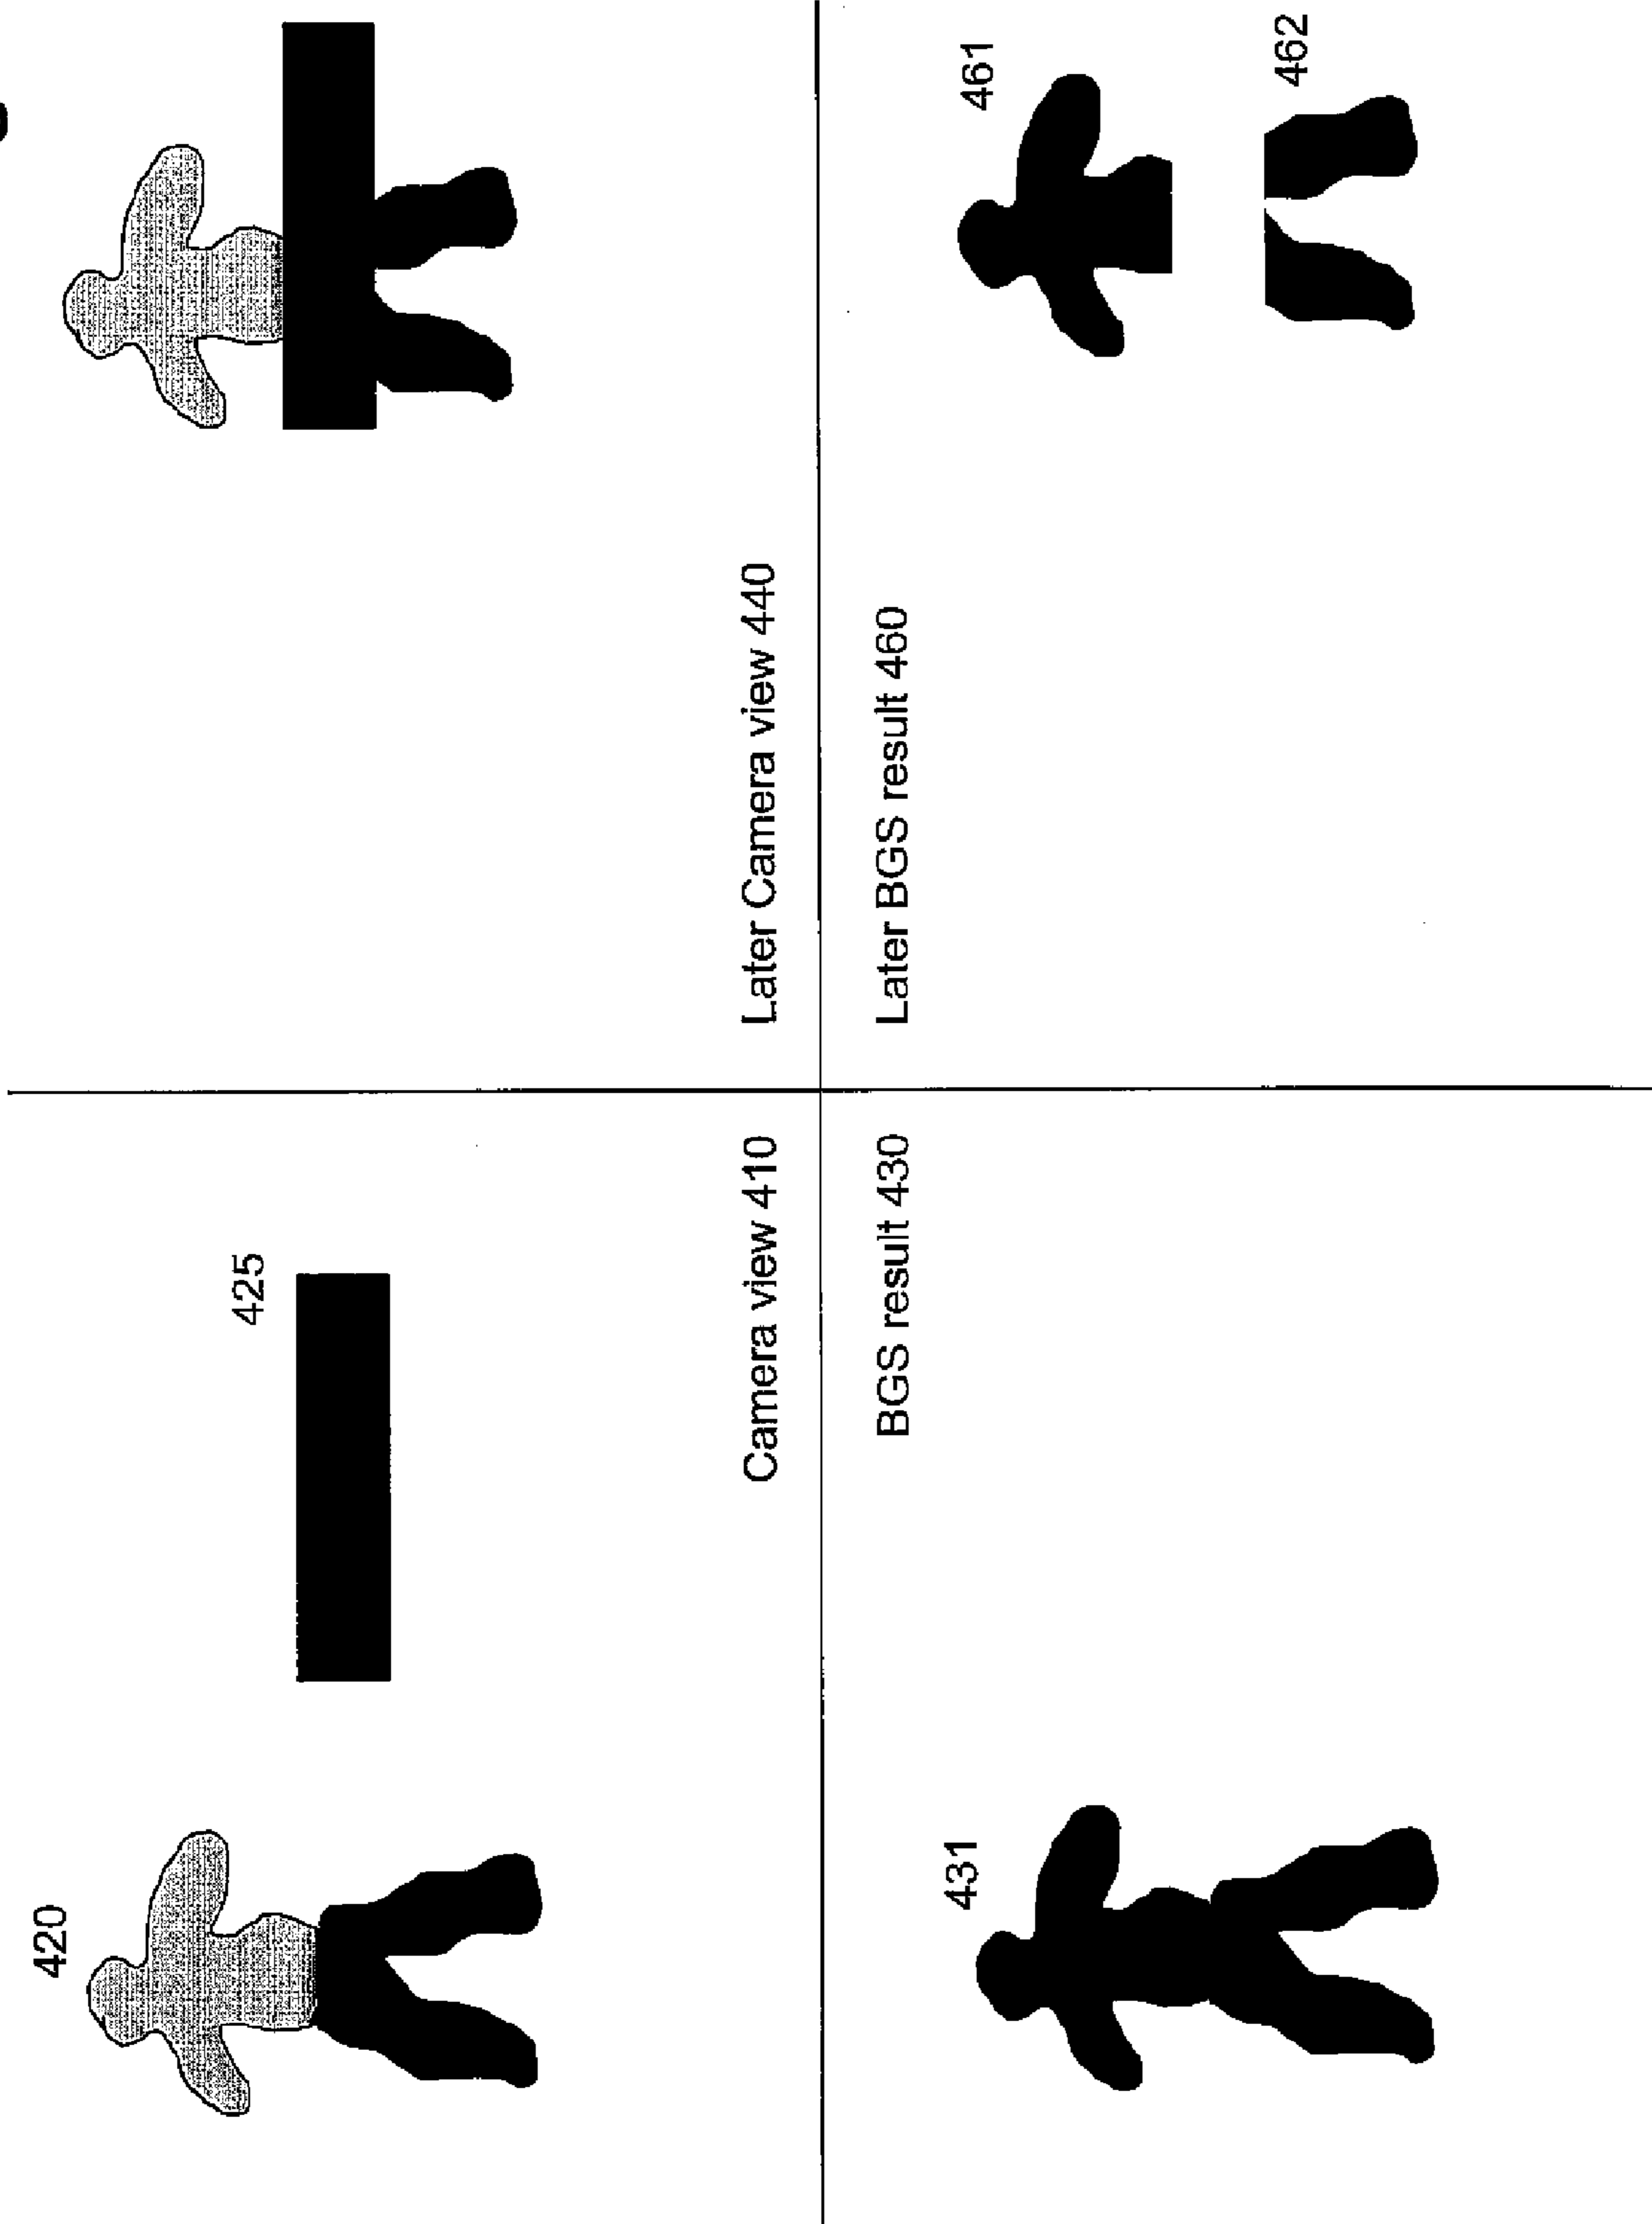 420
425
Camera view 410
Later Camera view 440
BGS result 430
431
Later BGS result 460
461
462